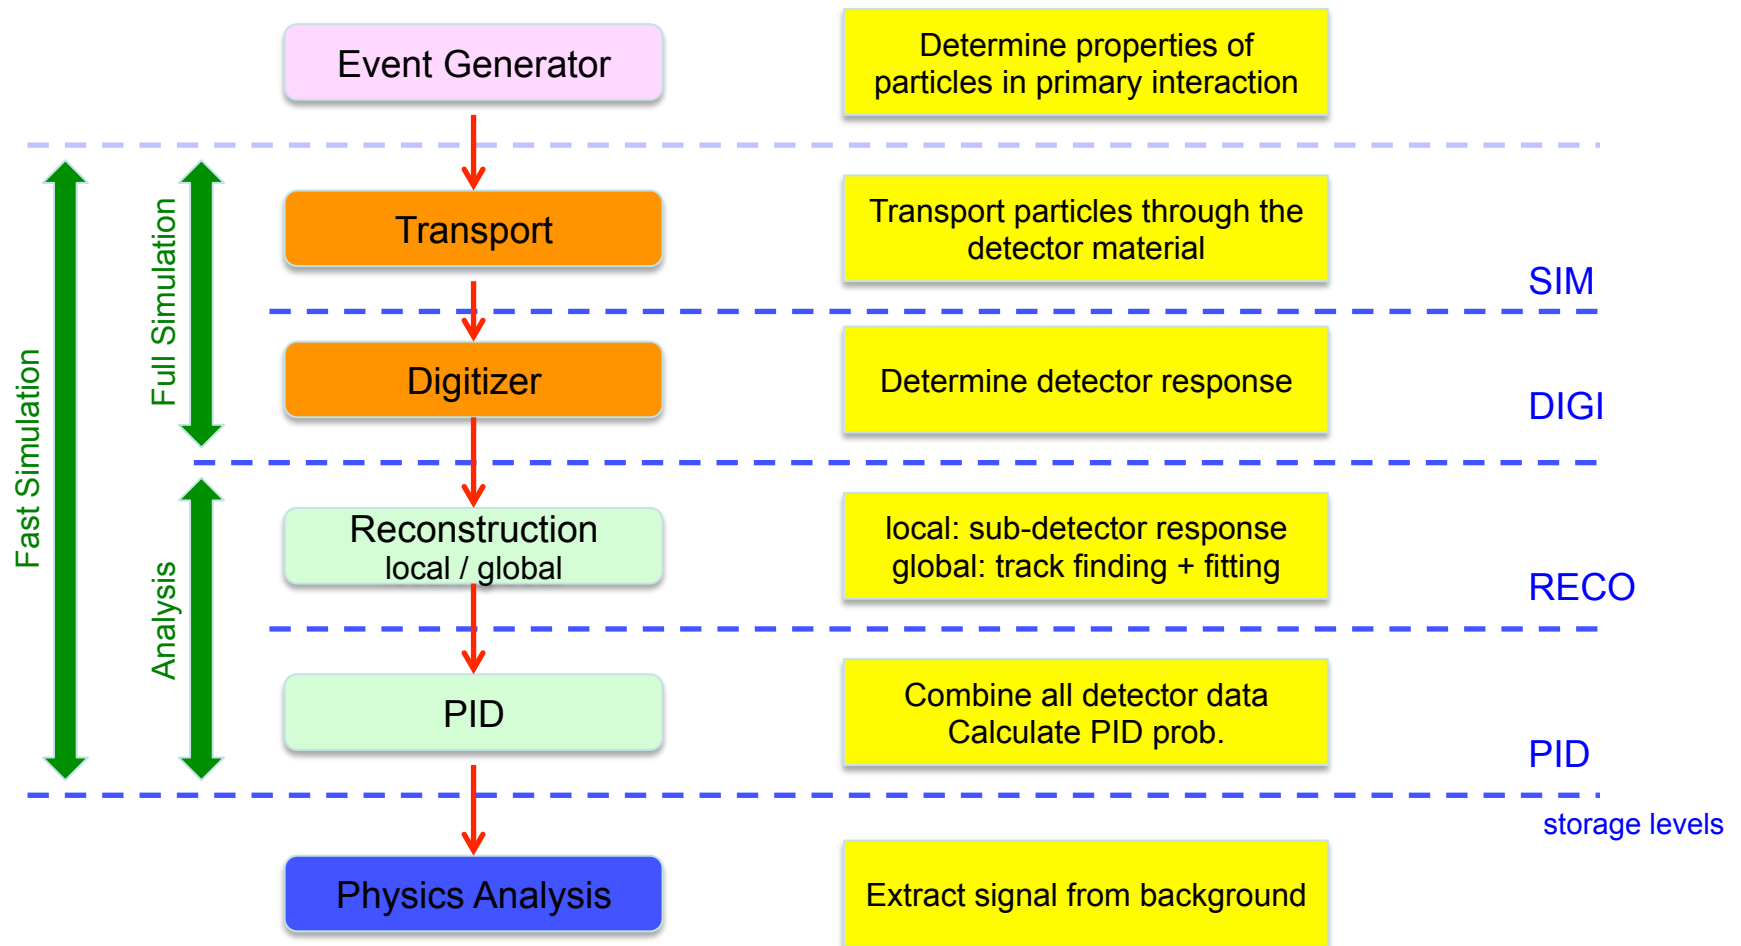 Event Generator
Determine properties of
particles in primary interaction
Transport
Transport particles through the
detector material
SIM
Full Simulation
Digitizer
Determine detector response
DIGI
Fast Simulation
Reconstruction
local / global
local: sub-detector response
global: track finding + fitting
RECO
Analysis
PID
Combine all detector data
Calculate PID prob.
PID
storage levels
Physics Analysis
Extract signal from background